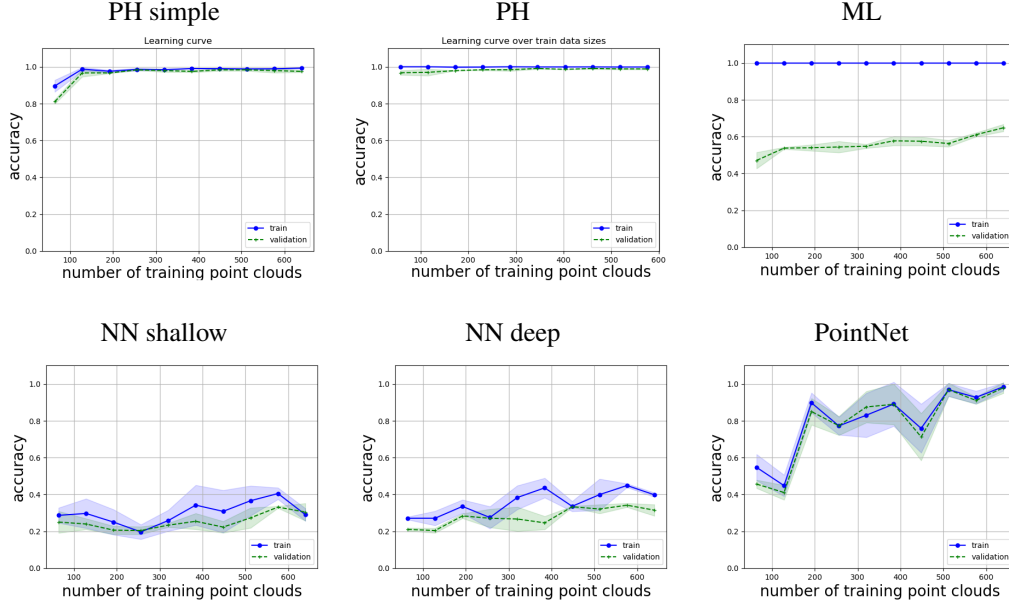 PH simple
PH
ML
Learning curve
1.0
0.8
0.6
0.4
0.2
0.0
accuracy
train
validation
100 200 300 400 500 600
number of training point clouds
Learning curve over train data sizes
1.0
0.8
0.6
0.4
0.2
0.0
accuracy
train
validation
100 200 300 400 500 600
number of training point clouds
1.0
0.8
0.6
0.4
0.2
0.0
accuracy
train
validation
100 200 300 400 500 600
number of training point clouds
NN shallow
NN deep
PointNet
1.0
0.8
0.6
0.4
0.2
0.0
accuracy
train
validation
100 200 300 400 500 600
number of training point clouds
1.0
0.8
0.6
0.4
0.2
0.0
accuracy
train
validation
100 200 300 400 500 600
number of training point clouds
1.0
0.8
0.6
0.4
0.2
0.0
accuracy
train
validation
100 200 300 400 500 600
number of training point clouds